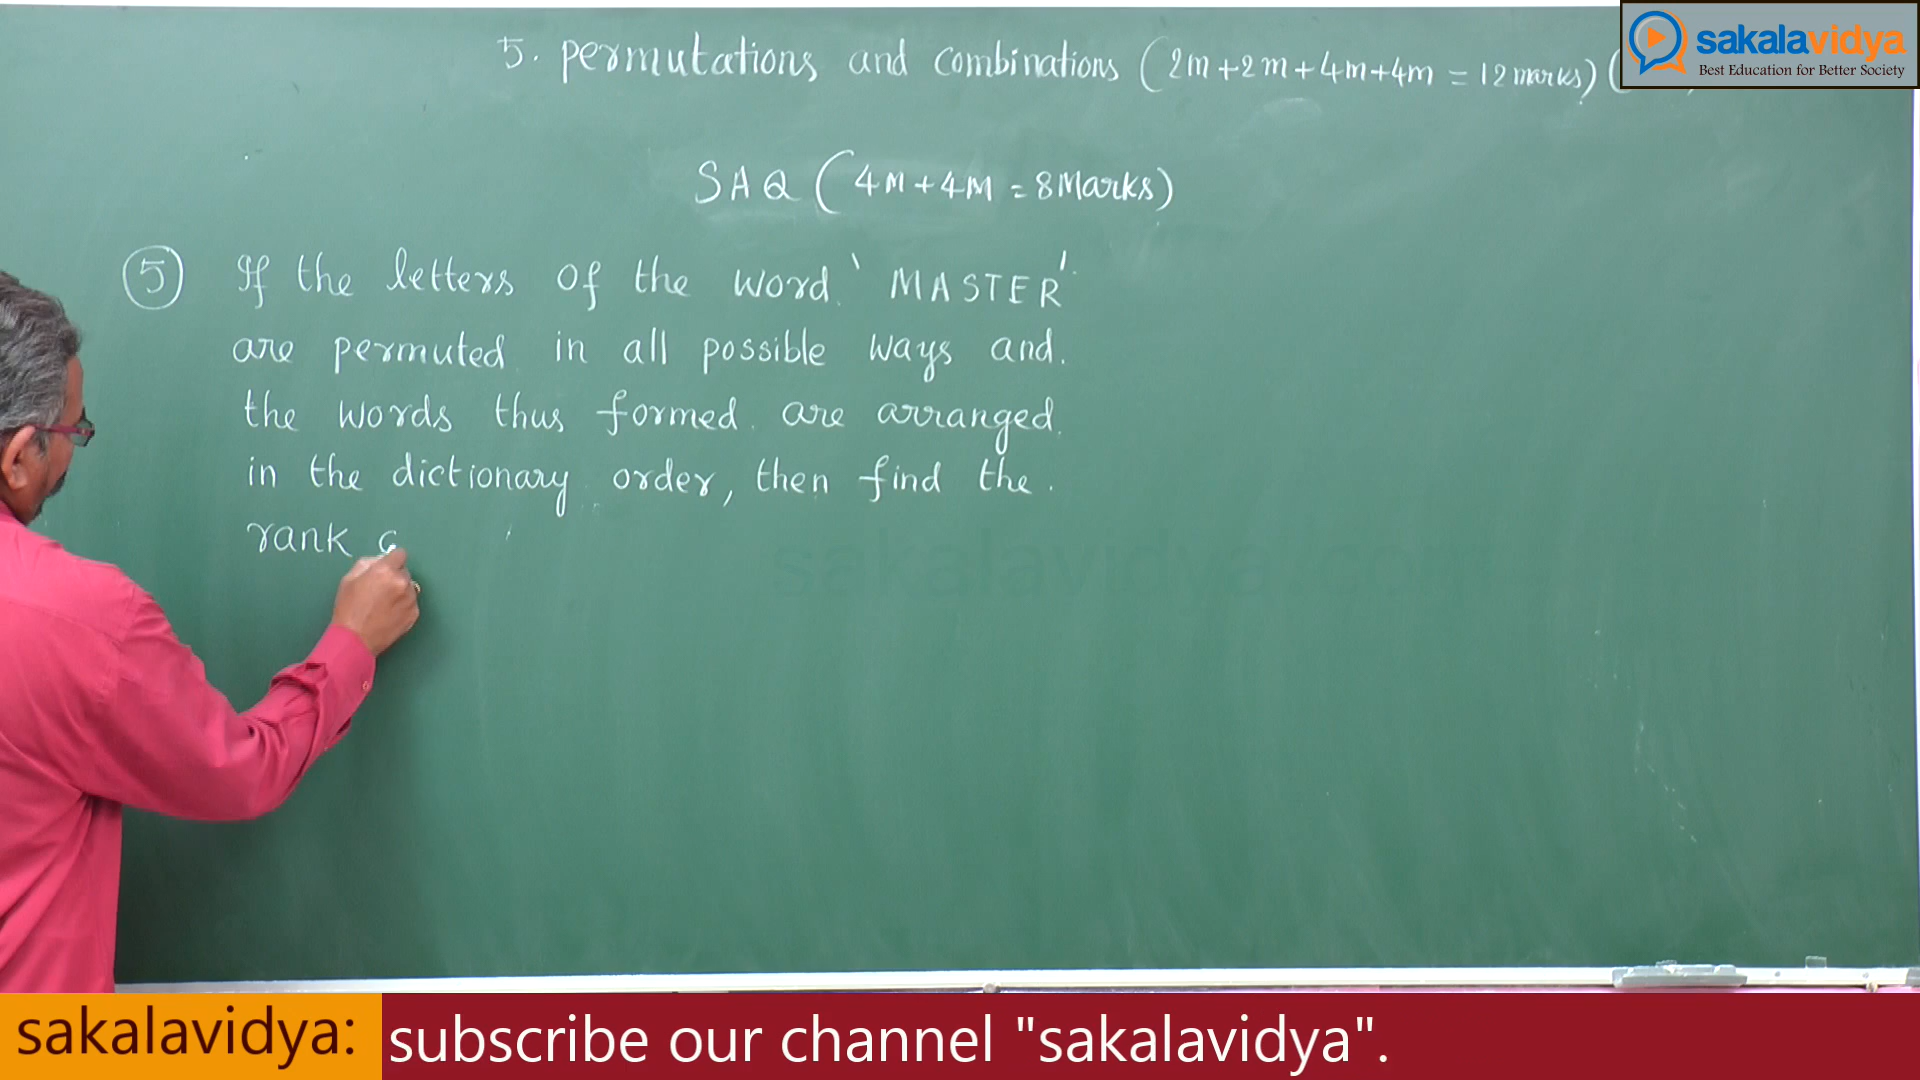 5. permutations and combinations (2m+2m+4m+4m = 12 marks) (
sakalavidya
Best Education for Better Society
SAQ (4M+4M = 8Marks)
5 If the letters of the word 'MASTER'
are permuted in all possible ways and
the words thus formed are arranged
in the dictionary order, then find the
rank
sakalavidya.co
sakalavidya: subscribe our channel "sakalavidya".